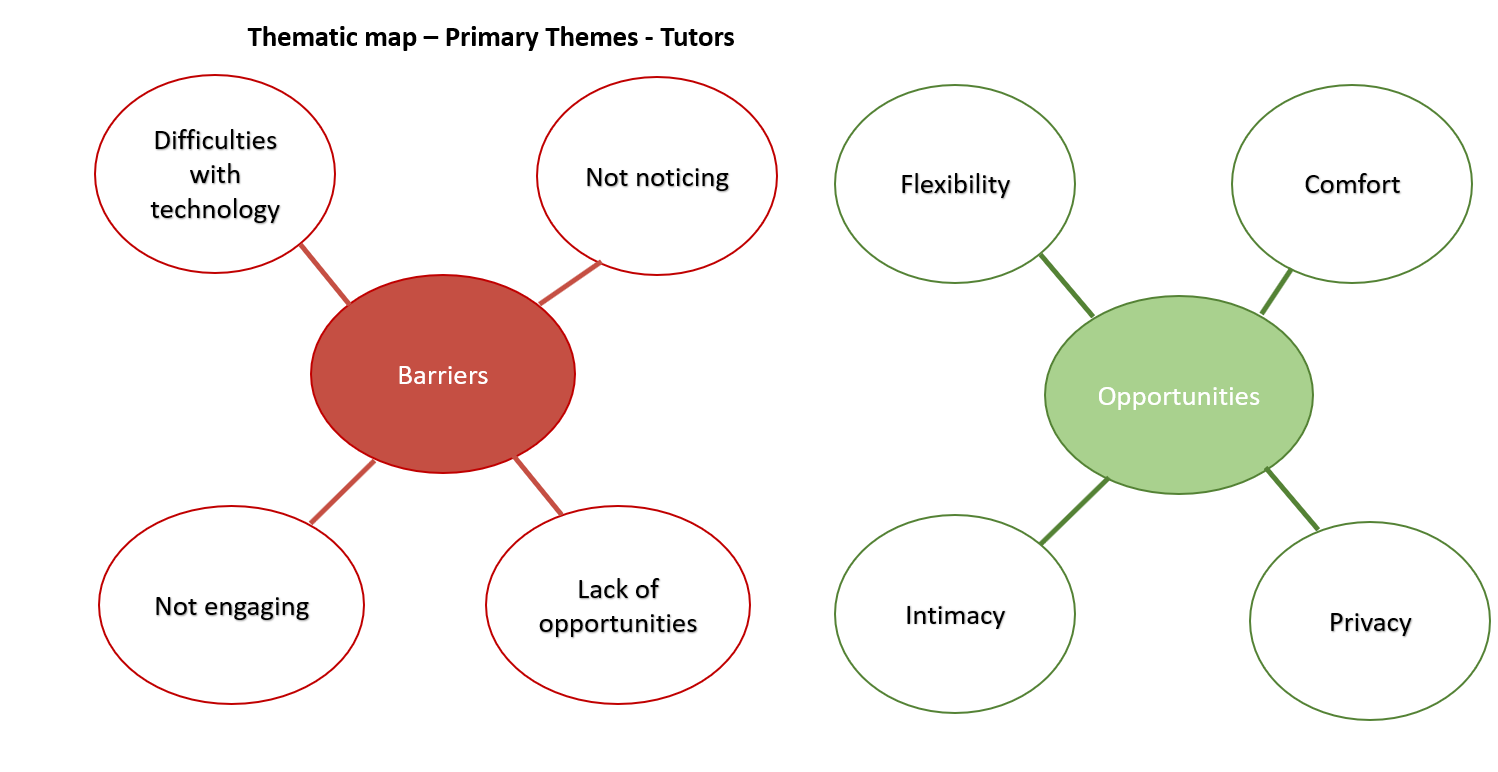 Thematic map – Primary Themes - Tutors
Difficulties
with
technology
Not noticing
Barriers
Not engaging
Lack of
opportunities
Flexibility
Comfort
Opportunities
Intimacy
Privacy